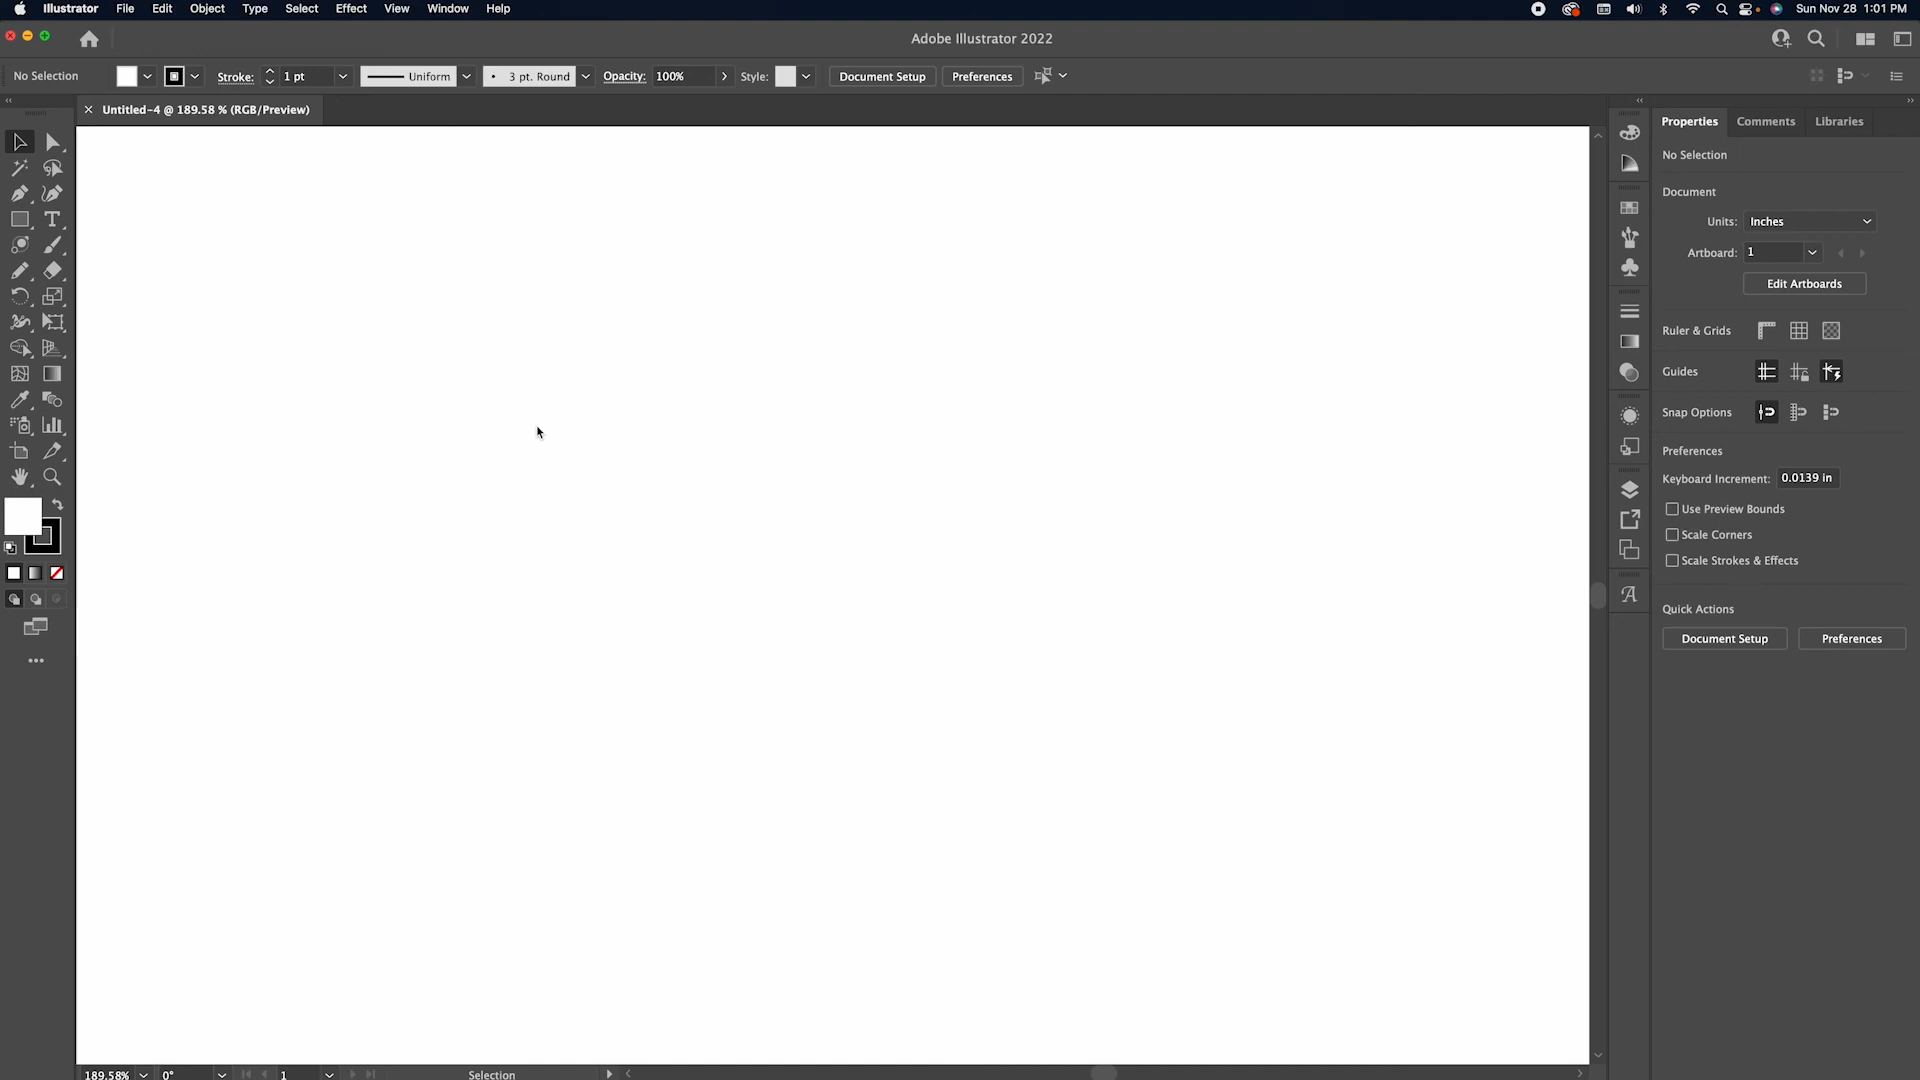 Illustrator File Edit Object Type Select Effect View Window Help Sun Nov 28 1:01 PM
Adobe Illustrator 2022
No Selection Stroke: 1 pt Uniform 3 pt. Round Opacity: 100% Style: Document Setup Preferences
Untitled-4 @ 189.58 % (RGB/Preview)
Properties Comments Libraries
No Selection
Document
Units: Inches
Artboard: 1
Edit Artboards
Ruler & Grids
Guides
Snap Options
Preferences
Keyboard Increment: 0.0139 in
Use Preview Bounds
Scale Corners
Scale Strokes & Effects
Quick Actions
Document Setup Preferences
189.58% 0° 1 Selection